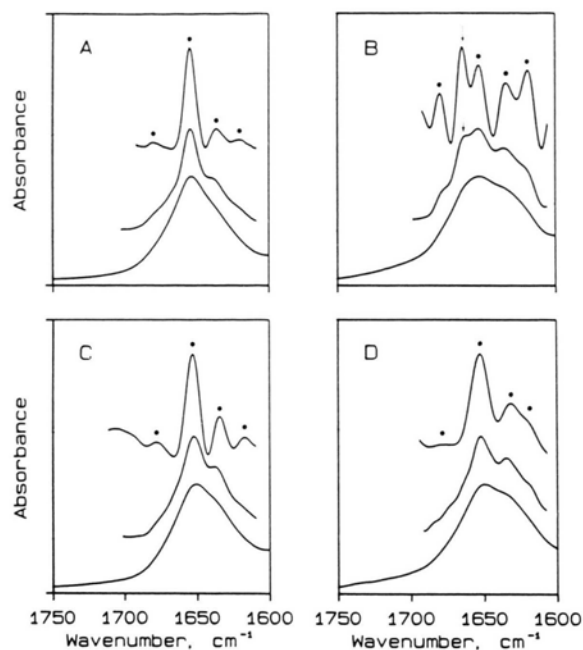 A
B
Absorbance
C
D
Absorbance
1750 1700 1650 1600
1750 1700 1650 1600
Wavenumber, cm⁻¹
Wavenumber, cm⁻¹